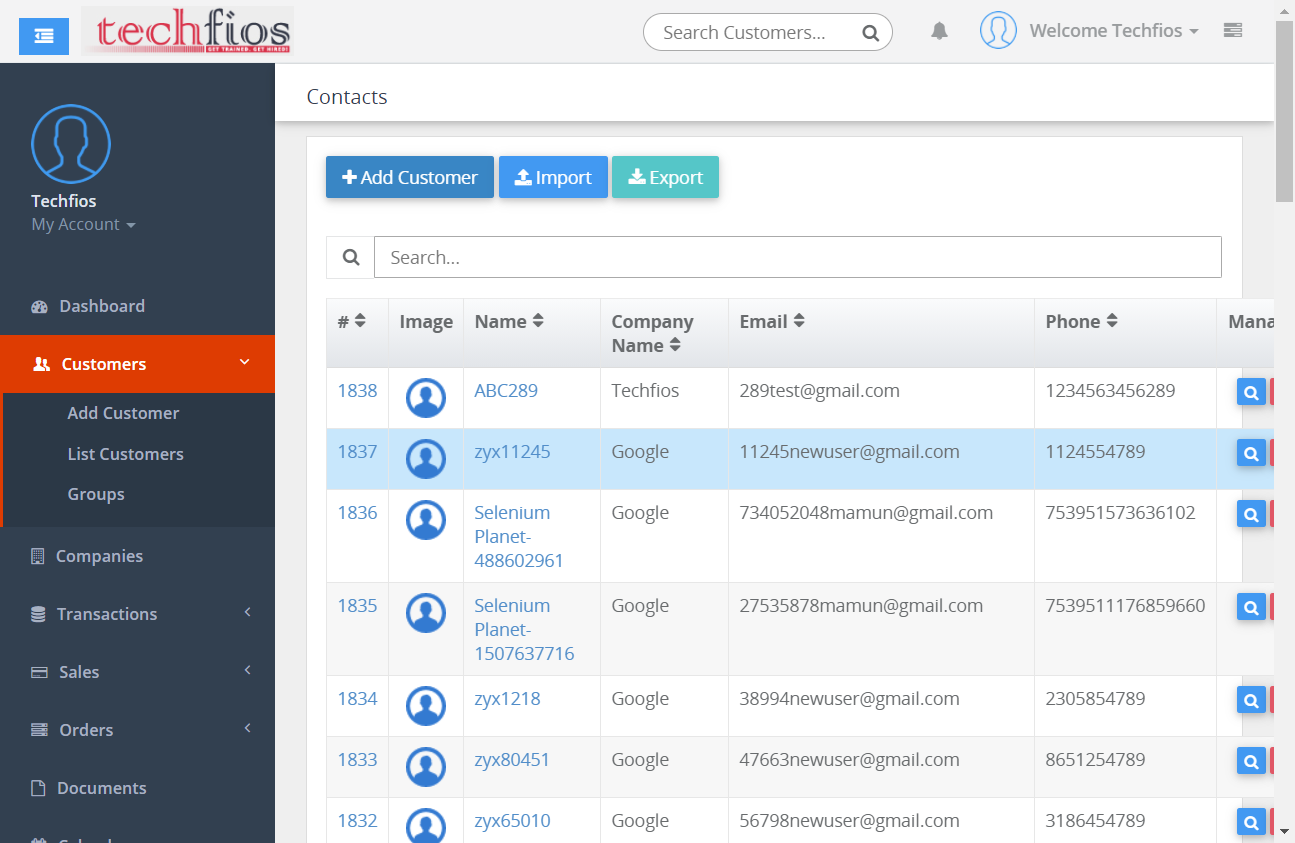 techfios
GET TRAINED. GET HIRED!
Search Customers...
Welcome Techfios
Techfios
My Account
Dashboard
Customers
Add Customer
List Customers
Groups
Companies
Transactions
Sales
Orders
Documents
Contacts
Add Customer
Import
Export
Search...
# Image Name Company Name Email Phone Mana
1838 ABC289 Techfios 289test@gmail.com 1234563456289
1837 zyx11245 Google 11245newuser@gmail.com 1124554789
1836 Selenium Planet-488602961 Google 734052048mamun@gmail.com 753951573636102
1835 Selenium Planet-1507637716 Google 27535878mamun@gmail.com 7539511176859660
1834 zyx1218 Google 38994newuser@gmail.com 2305854789
1833 zyx80451 Google 47663newuser@gmail.com 8651254789
1832 zyx65010 Google 56798newuser@gmail.com 3186454789